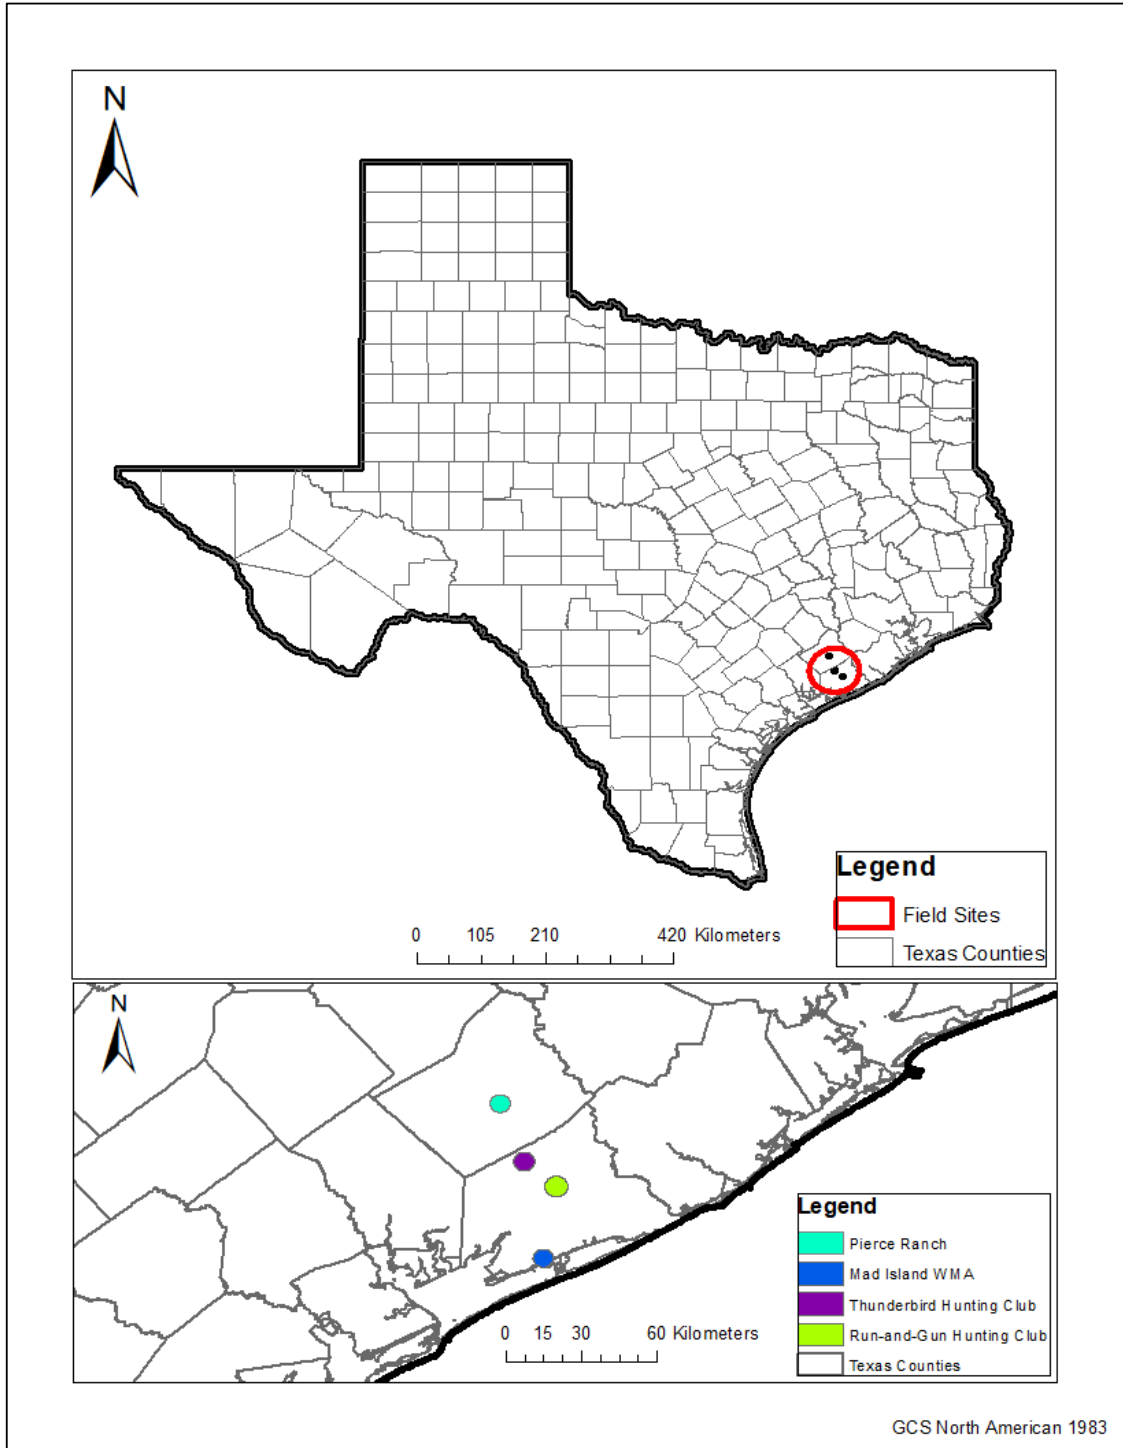 N
Legend
Field Sites
Texas Counties
0 105 210 420 Kilometers
N
Legend
Pierce Ranch
Mad Island WMA
Thunderbird Hunting Club
Run-and-Gun Hunting Club
Texas Counties
0 15 30 60 Kilometers
GCS North American 1983